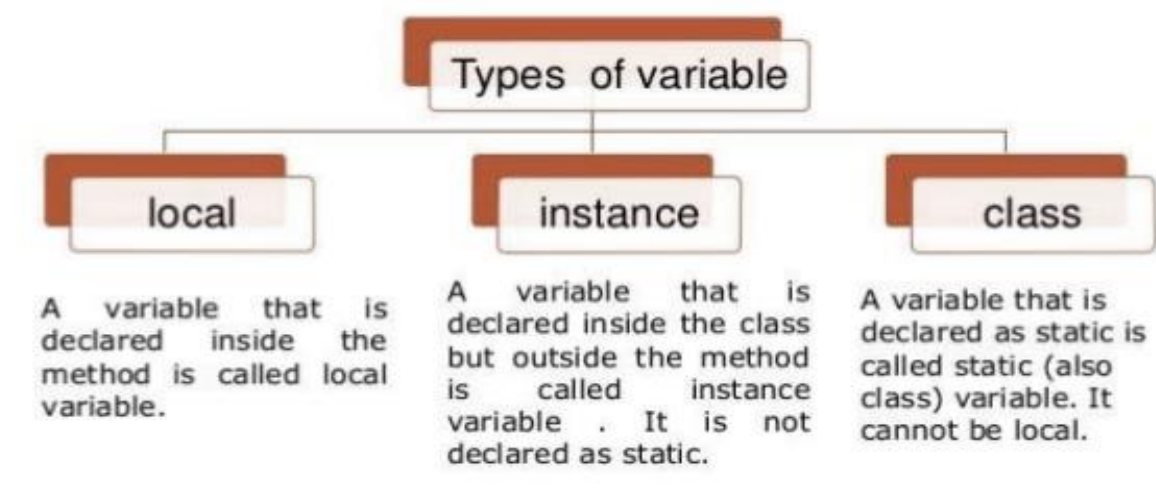 Types of variable
local
A variable that is
declared inside the
method is called local
variable.
instance
A variable that is
declared inside the class
but outside the method
is called instance
variable . It is not
declared as static.
class
A variable that is
declared as static is
called static (also
class) variable. It
cannot be local.